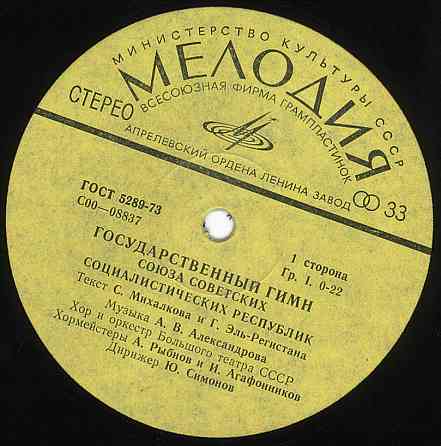 МИНИСТЕРСТВО КУЛЬТУРЫ СССР
МЕЛОДИЯ
ВСЕСОЮЗНАЯ ФИРМА ГРАМПЛАСТИНОК
СТЕРЕО
АПРЕЛЕВСКИЙ ОРДЕНА ЛЕНИНА ЗАВОД
33
ГОСТ 5289-73
С00—08837
1 сторона
Гр. 1. 0-22
ГОСУДАРСТВЕННЫЙ ГИМН
СОЮЗА СОВЕТСКИХ
СОЦИАЛИСТИЧЕСКИХ РЕСПУБЛИК
Текст С. Михалкова и Г. Эль-Регистана
Музыка А. В. Александрова
Хор и оркестр Большого театра СССР
Хормейстеры А. Рыбнов и И. Агафонников
Дирижер Ю. Симонов